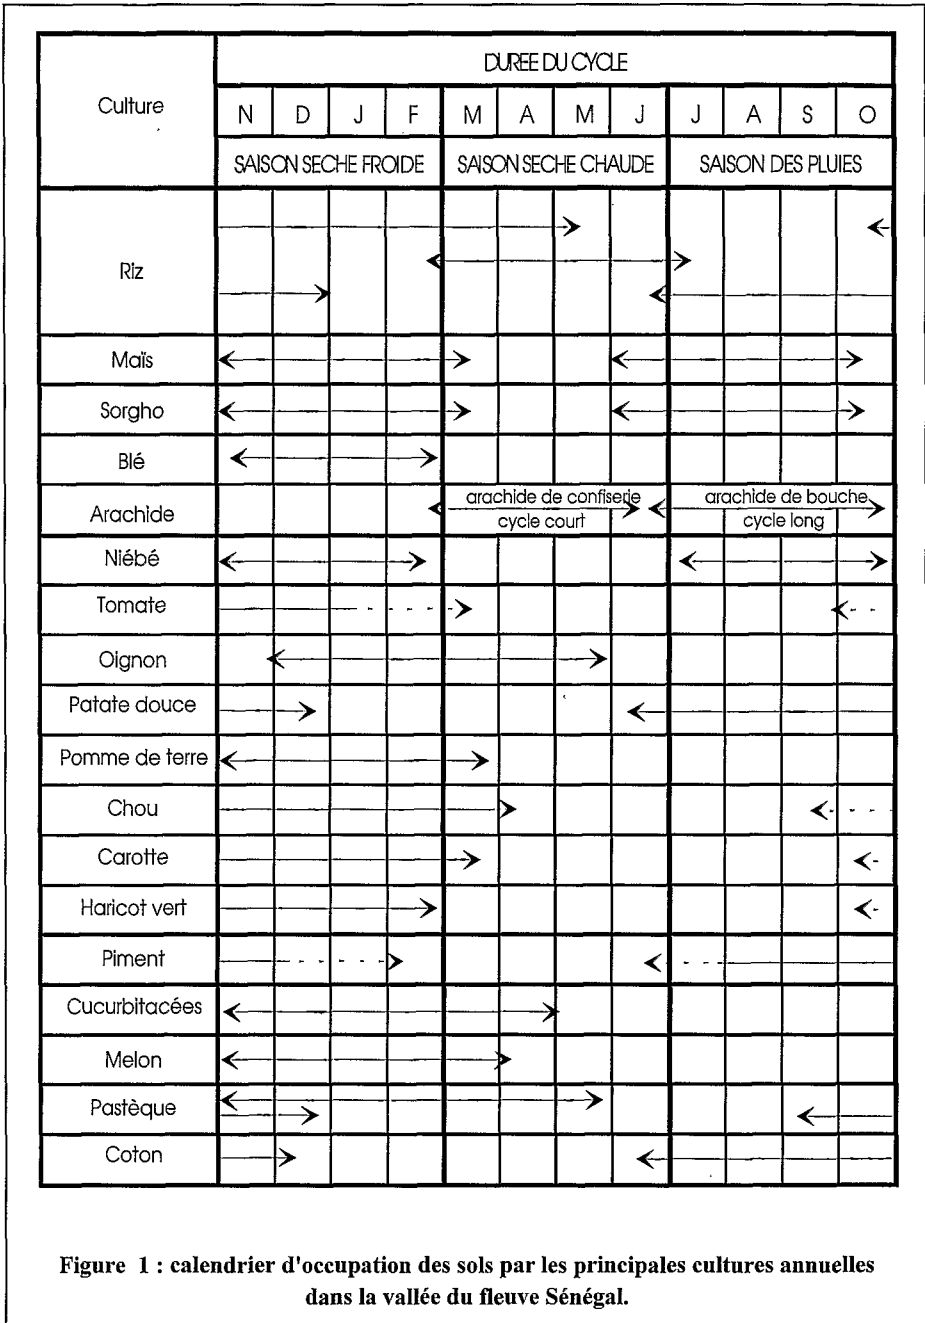 DUREE DU CYCLE
Culture
N D J F M A M J J A S O
SAISON SECHE FROIDE SAISON SECHE CHAUDE SAISON DES PLUIES
Riz
Maïs
Sorgho
Blé
arachide de confiserie arachide de bouche
Arachide
cycle court cycle long
Niébé
Tomate
Oignon
Patate douce
Pomme de terre
Chou
Carotte
Haricot vert
Piment
Cucurbitacées
Melon
Pastèque
Coton
Figure 1 : calendrier d'occupation des sols par les principales cultures annuelles
dans la vallée du fleuve Sénégal.